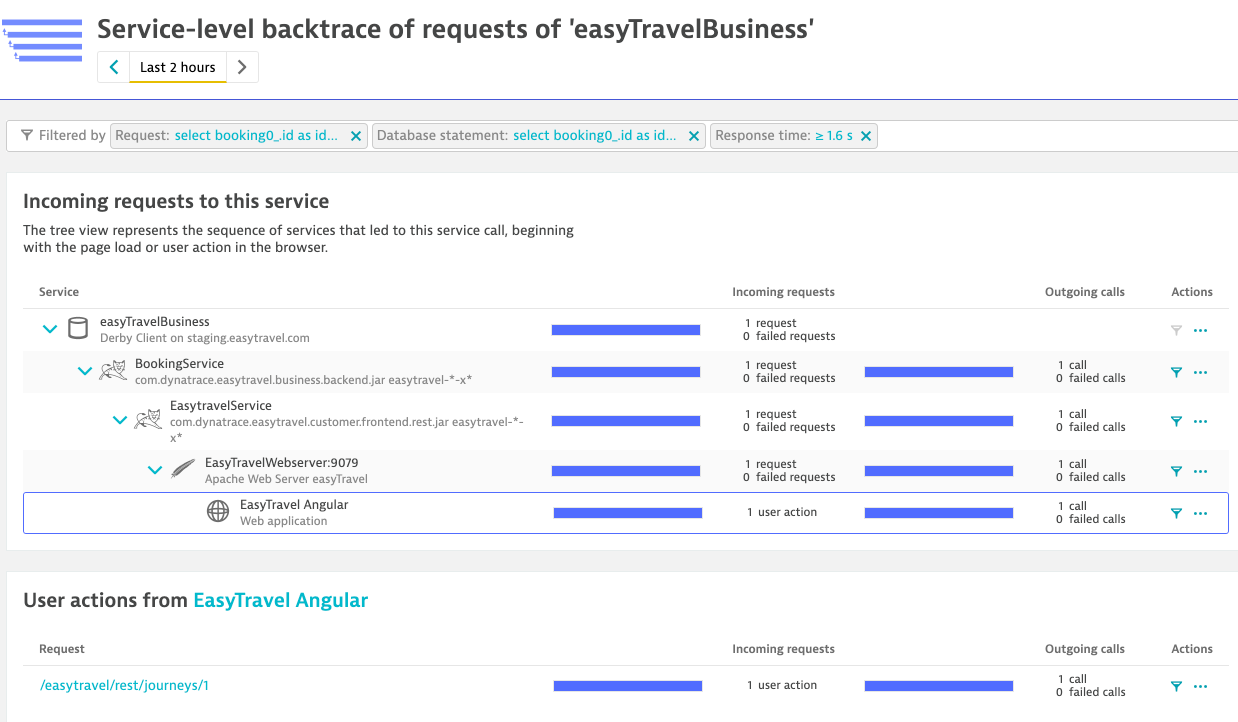 Service-level backtrace of requests of 'easyTravelBusiness'
Last 2 hours
Filtered by Request: select booking0_.id as id... Database statement: select booking0_.id as id... Response time: ≥ 1.6 s
Incoming requests to this service
The tree view represents the sequence of services that led to this service call, beginning
with the page load or user action in the browser.
Service Incoming requests Outgoing calls Actions
easyTravelBusiness 1 request
Derby Client on staging.easytravel.com 0 failed requests
BookingService 1 request 1 call
com.dynatrace.easytravel.business.backend.jar easytravel-*-x* 0 failed requests 0 failed calls
EasytravelService 1 request 1 call
com.dynatrace.easytravel.customer.frontend.rest.jar easytravel-*- 0 failed requests 0 failed calls
x*
EasyTravelWebserver:9079 1 request 1 call
Apache Web Server easyTravel 0 failed requests 0 failed calls
EasyTravel Angular 1 user action 1 call
Web application 0 failed calls
User actions from EasyTravel Angular
Request Incoming requests Outgoing calls Actions
/easytravel/rest/journeys/1 1 user action 1 call
0 failed calls